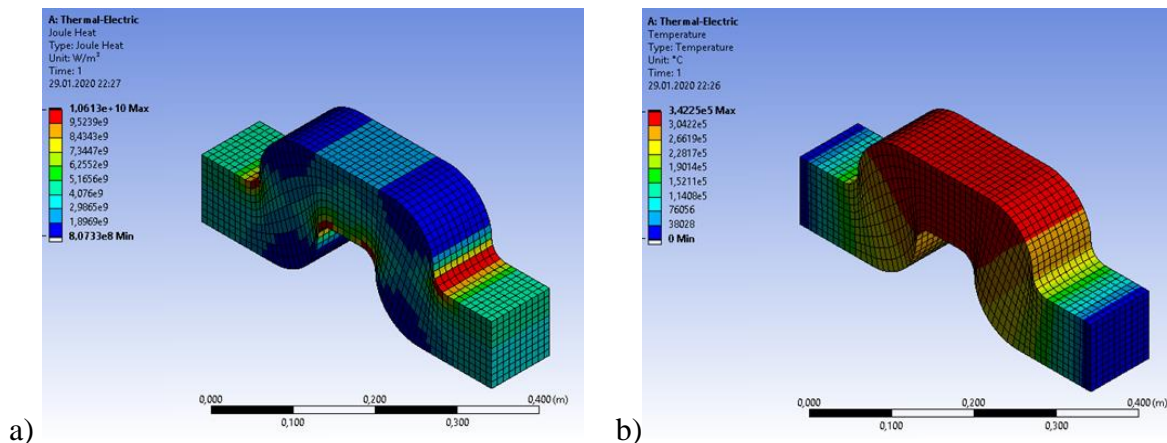 A: Thermal-Electric
Joule Heat
Type: Joule Heat
Unit: W/m³
Time: 1
29.01.2020 22:27
1,0613e+10 Max
9,5239e9
8,4343e9
7,3447e9
6,2552e9
5,1656e9
4,076e9
2,9865e9
1,8969e9
8,0733e8 Min
0,000
0,200
0,400 (m)
0,100
0,300
a)
A: Thermal-Electric
Temperature
Type: Temperature
Unit: °C
Time: 1
29.01.2020 22:26
3,4225e5 Max
3,0422e5
2,6619e5
2,2817e5
1,9014e5
1,5211e5
1,1408e5
76056
38028
0 Min
0,000
0,200
0,400 (m)
0,100
0,300
b)